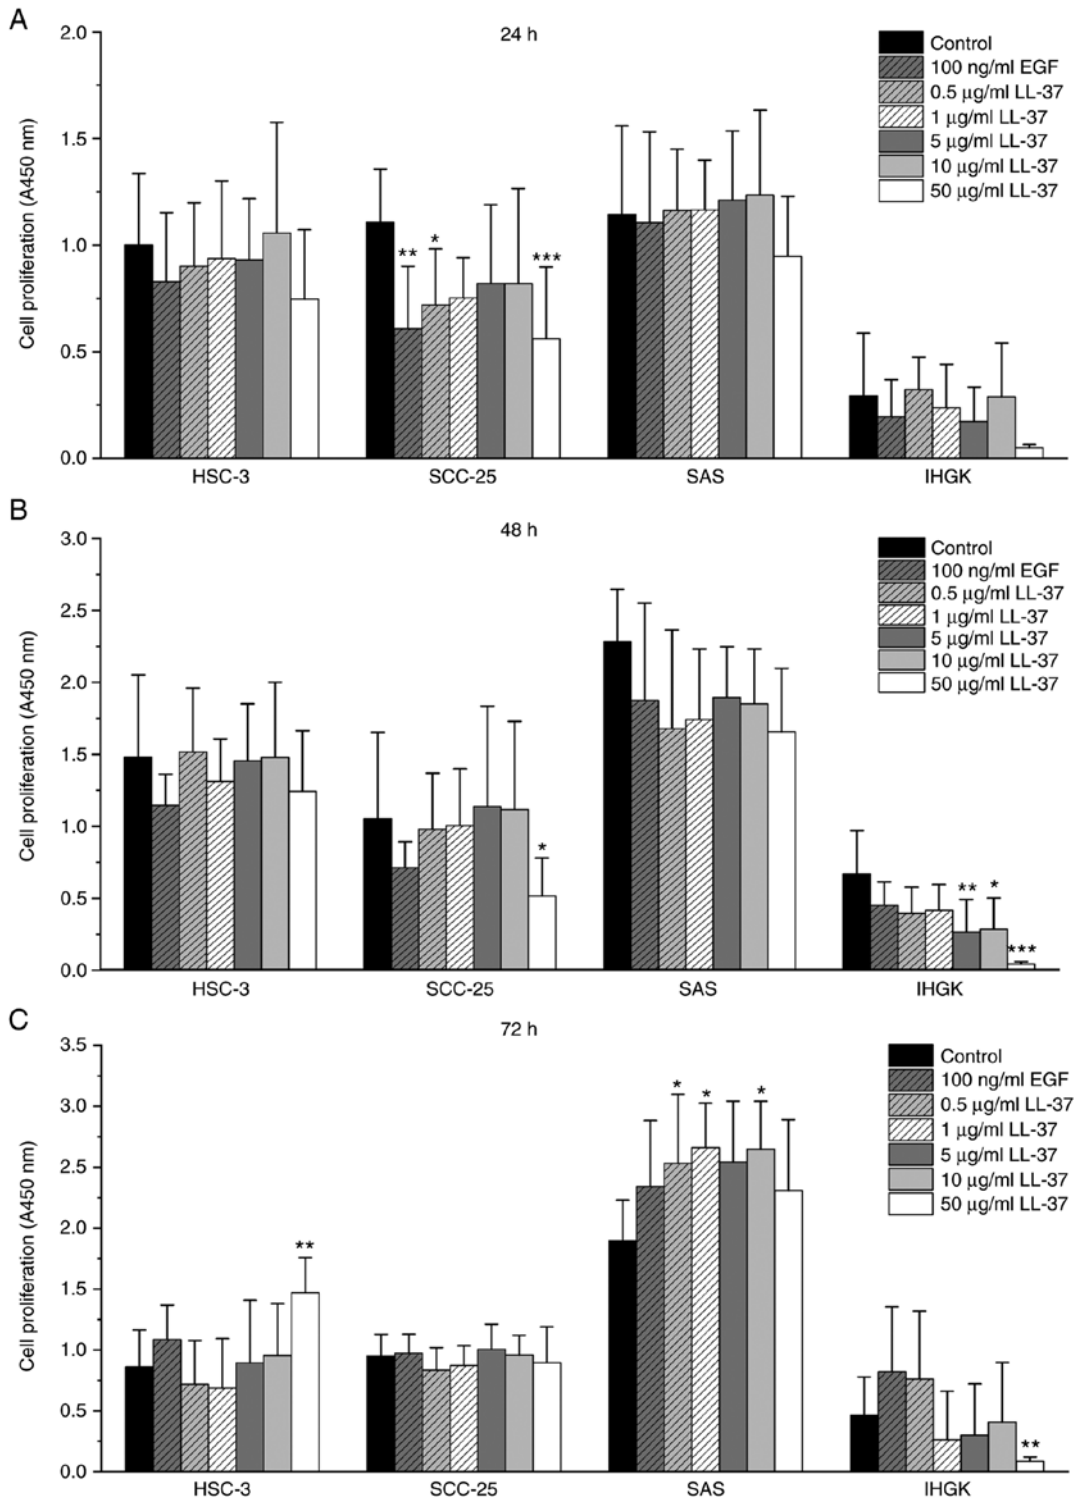 A
24 h
2.0
1.5
1.0
0.5
0.0
Cell proliferation (A450 nm)
Control
100 ng/ml EGF
0.5 µg/ml LL-37
1 µg/ml LL-37
5 µg/ml LL-37
10 µg/ml LL-37
50 µg/ml LL-37
** * ***
HSC-3 SCC-25 SAS IHGK
B
48 h
3.0
2.5
2.0
1.5
1.0
0.5
0.0
Cell proliferation (A450 nm)
Control
100 ng/ml EGF
0.5 µg/ml LL-37
1 µg/ml LL-37
5 µg/ml LL-37
10 µg/ml LL-37
50 µg/ml LL-37
* ** * ***
HSC-3 SCC-25 SAS IHGK
C
72 h
3.5
3.0
2.5
2.0
1.5
1.0
0.5
0.0
Cell proliferation (A450 nm)
Control
100 ng/ml EGF
0.5 µg/ml LL-37
1 µg/ml LL-37
5 µg/ml LL-37
10 µg/ml LL-37
50 µg/ml LL-37
** * * * **
HSC-3 SCC-25 SAS IHGK